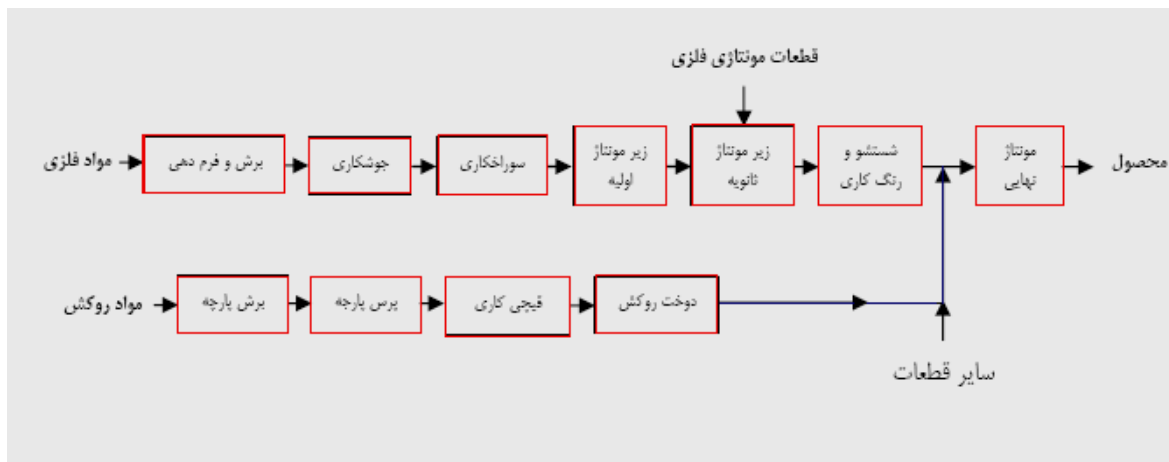 قطعات مونتاژی فلزی
مواد فلزی
برش و فرم دهی
جوشکاری
سوراخکاری
زیر مونتاژ
اولیه
زیر مونتاژ
ثانویه
شستشو و
رنگ کاری
مونتاژ
نهایی
محصول
مواد روکش
برش پارچه
پرس پارچه
قیچی کاری
دوخت روکش
سایر قطعات